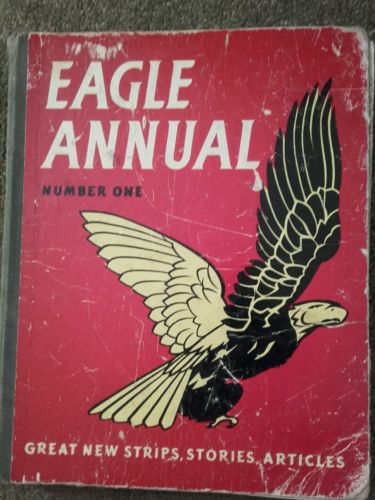 EAGLE
ANNUAL
NUMBER ONE
GREAT NEW STRIPS, STORIES, ARTICLES